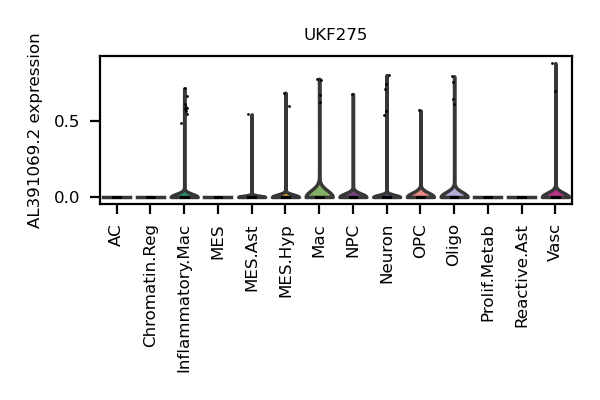 UKF275
AL391069.2 expression
0.5
0.0
AC
Chromatin.Reg
Inflammatory.Mac
MES
MES.Ast
MES.Hyp
Mac
NPC
Neuron
OPC
Oligo
Prolif.Metab
Reactive.Ast
Vasc